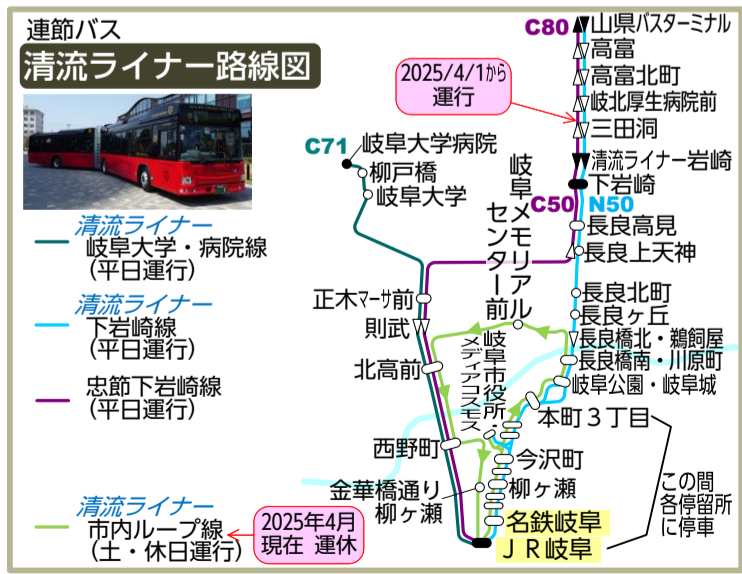 連節バス
清流ライナー路線図
清流ライナー
岐阜大学・病院線
(平日運行)
清流ライナー
下岩崎線
(平日運行)
忠節下岩崎線
(平日運行)
清流ライナー
市内ループ線
(土・休日運行)
2025年4月
現在 運休
2025/4/1から
運行
C80
山県バスターミナル
高富
高富北町
岐北厚生病院前
三田洞
清流ライナー岩崎
下岩崎
C50
N50
長良高見
長良上天神
長良北町
長良ヶ丘
長良橋北・鵜飼屋
長良橋南・川原町
岐阜公園・岐阜城
本町3丁目
今沢町
柳ヶ瀬
名鉄岐阜
JR岐阜
この間
各停留所
に停車
C71
岐阜大学病院
柳戸橋
岐阜大学
正木マーサ前
則武
北高前
西野町
金華橋通り
柳ヶ瀬
岐阜メモリアル
センター前
岐阜市役所・
メディアコスモス